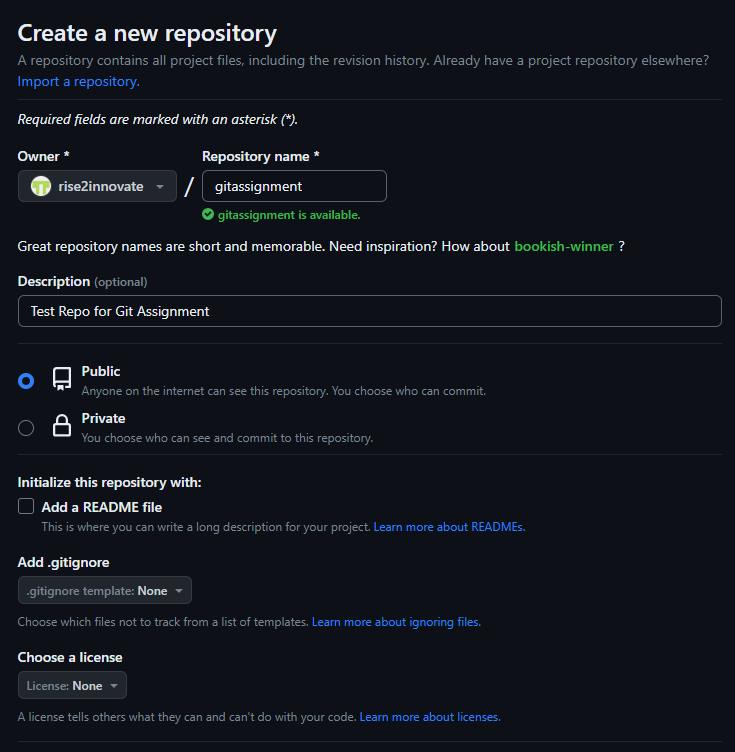 Create a new repository
A repository contains all project files, including the revision history. Already have a project repository elsewhere?
Import a repository.
Required fields are marked with an asterisk (*).
Owner * Repository name *
rise2innovate / gitassignment
gitassignment is available.
Great repository names are short and memorable. Need inspiration? How about bookish-winner ?
Description (optional)
Test Repo for Git Assignment
Public
Anyone on the internet can see this repository. You choose who can commit.
Private
You choose who can see and commit to this repository.
Initialize this repository with:
Add a README file
This is where you can write a long description for your project. Learn more about READMEs.
Add .gitignore
.gitignore template: None
Choose which files not to track from a list of templates. Learn more about ignoring files.
Choose a license
License: None
A license tells others what they can and can't do with your code. Learn more about licenses.